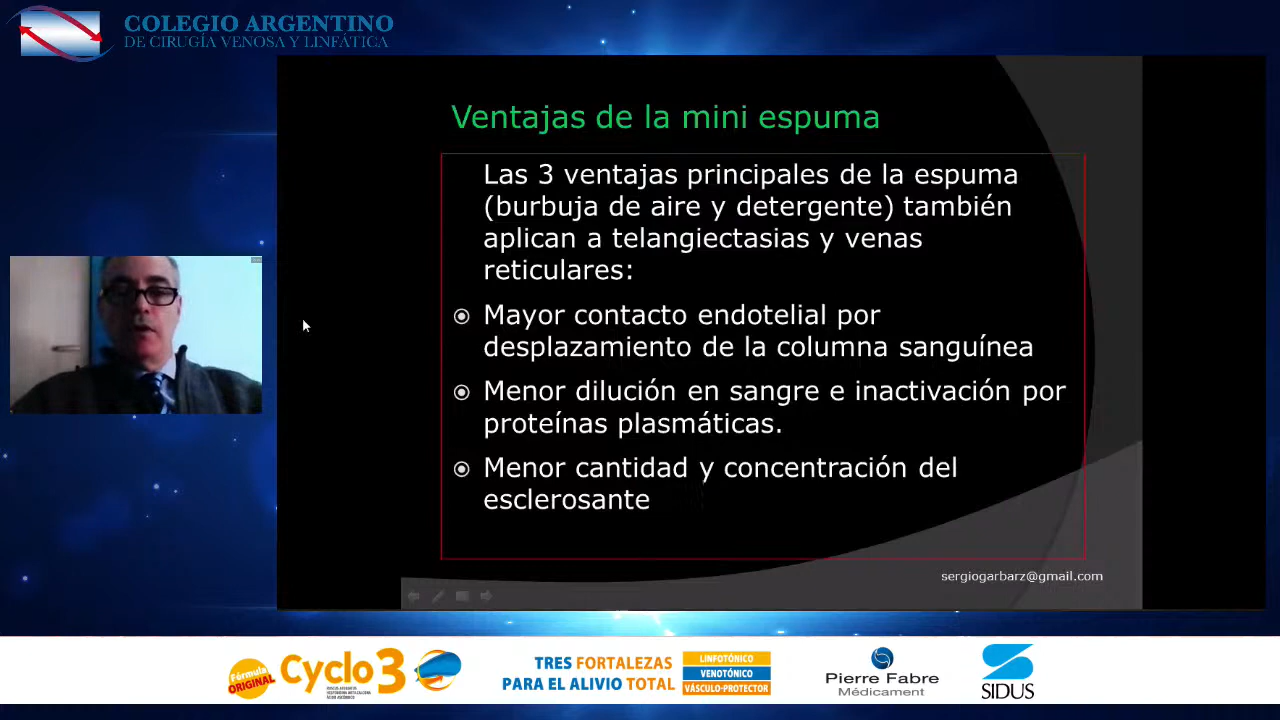 COLEGIO ARGENTINO
DE CIRUGÍA VENOSA Y LINFÁTICA
Ventajas de la mini espuma
Las 3 ventajas principales de la espuma
(burbuja de aire y detergente) también
aplican a telangiectasias y venas
reticulares:
Mayor contacto endotelial por
desplazamiento de la columna sanguínea
Menor dilución en sangre e inactivación por
proteínas plasmáticas.
Menor cantidad y concentración del
esclerosante
sergiogarbarz@gmail.com
Fórmula
ORIGINAL
Cyclo 3
TRES FORTALEZAS
PARA EL ALIVIO TOTAL
LINFOTÓNICO
VENOTÓNICO
VÁSCULO-PROTECTOR
Pierre Fabre
Médicament
SIDUS